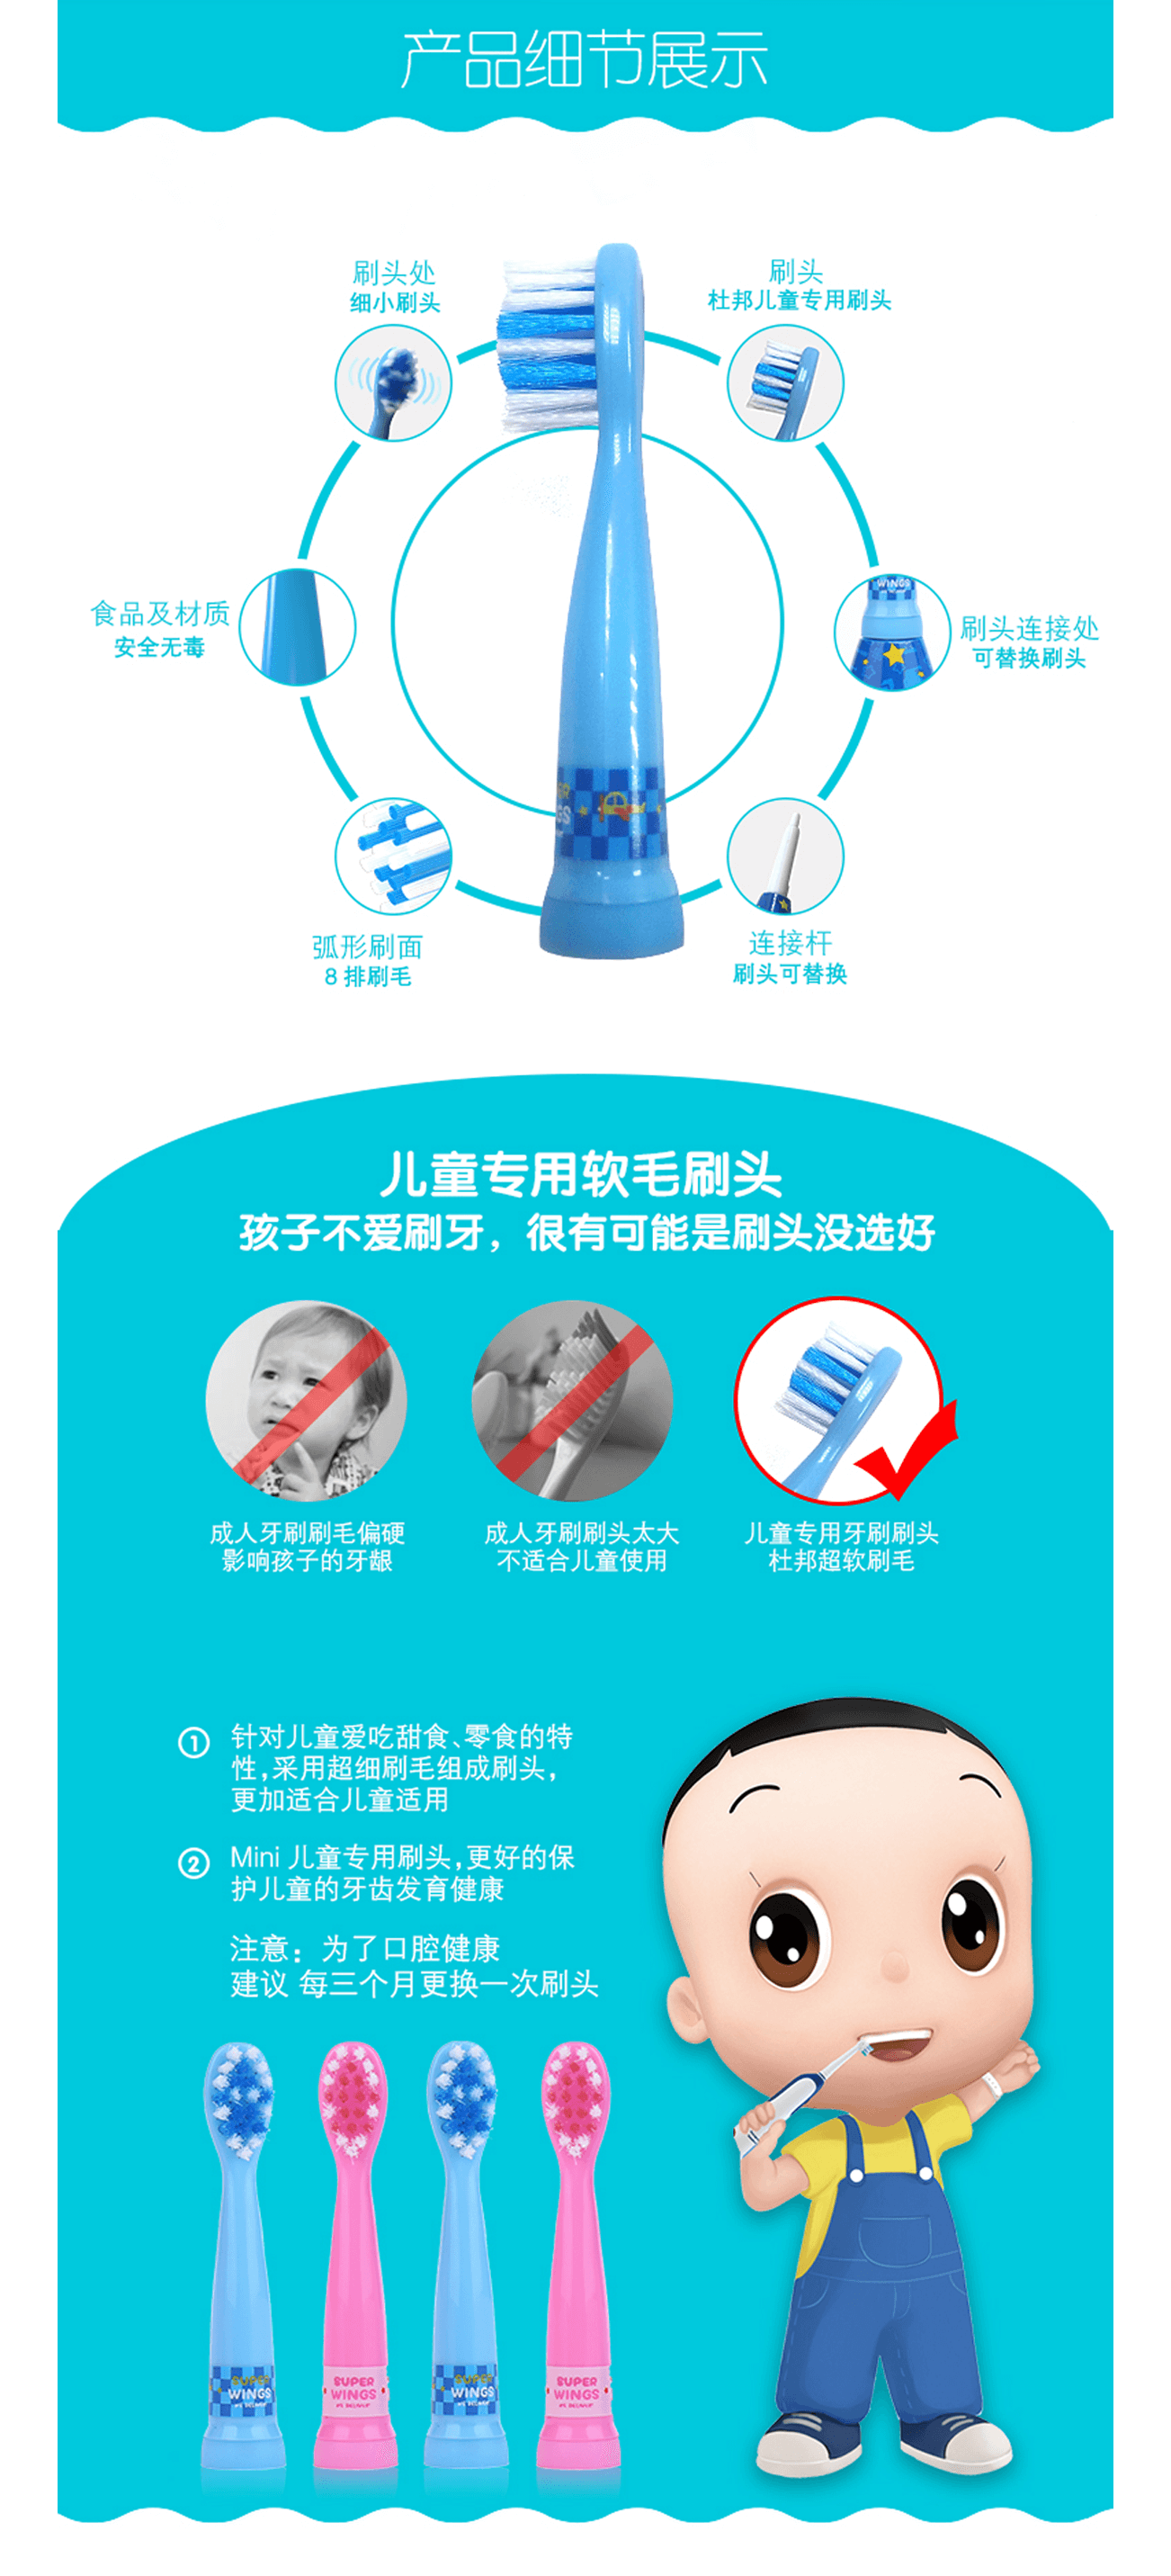 产品细节展示
刷头处
细小刷头
刷头
杜邦儿童专用刷头
WINGS
食品及材质
安全无毒
刷头连接处
可替换刷头
弧形刷面
8 排刷毛
连接杆
刷头可替换
儿童专用软毛刷头
孩子不爱刷牙，很有可能是刷头没选好
成人牙刷刷毛偏硬
影响孩子的牙龈
成人牙刷刷头太大
不适合儿童使用
儿童专用牙刷刷头
杜邦超软刷毛
① 针对儿童爱吃甜食、零食的特
性，采用超细刷毛组成刷头，
更加适合儿童适用
② Mini 儿童专用刷头，更好的保
护儿童的牙齿发育健康
注意：为了口腔健康
建议 每三个月更换一次刷头
SUPER
WINGS
SUPER
WINGS
SUPER
WINGS
SUPER
WINGS